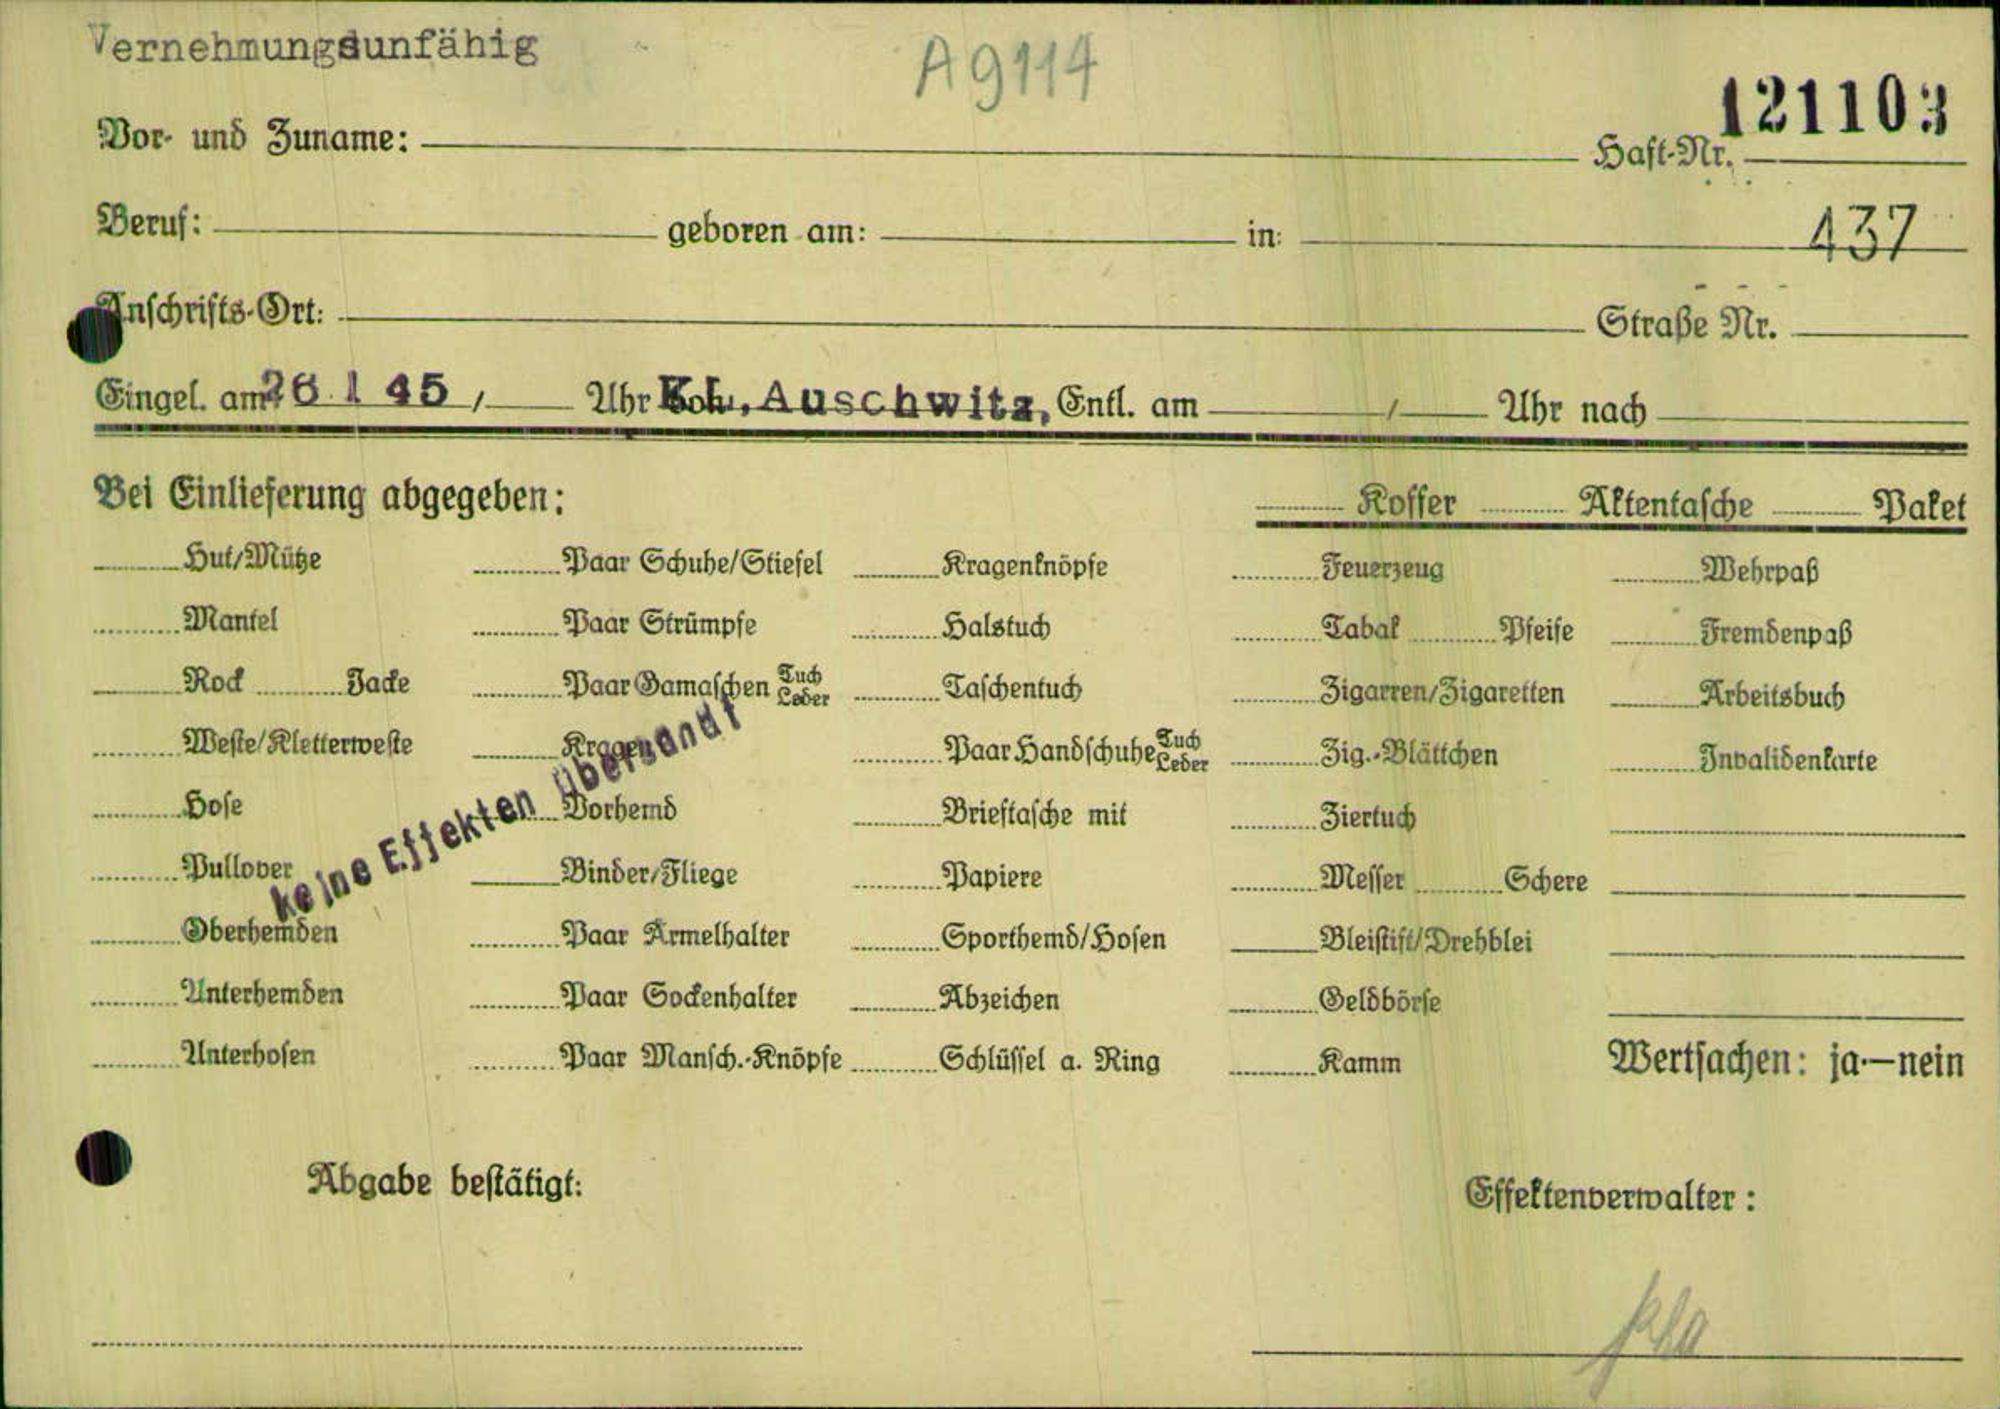 Vernehmungsunfähig
A 9114
121103
Vor- und Zuname: Haft-Nr.
Beruf: geboren am: in: 437
Anschrifts-Ort: Straße Nr.
Eingel. am 26 1 45 / Uhr Entl. am / Uhr nach
KL. Auschwitz,
Bei Einlieferung abgegeben: Koffer Aktentasche Paket
Hut/Mütze Paar Schuhe/Stiefel Kragenknöpfe Feuerzeug Wehrpaß
Mantel Paar Strümpfe Halstuch Tabak Pfeife Fremdenpaß
Rock Jacke Paar Gamaschen Tuch Leder Taschentuch Zigarren/Zigaretten Arbeitsbuch
Weste/Kletterweste Kragen Paar Handschuhe Tuch Leder Zig.-Blättchen Invalidenkarte
Hose Vorhemd Brieftasche mit Ziertuch
Pullover Binder/Fliege Papiere Messer Schere
keine Effekten übersandt
Oberhemden Paar Ärmelhalter Sporthemd/Hosen Bleistift/Drehblei
Unterhemden Paar Sockenhalter Abzeichen Geldbörse
Unterhosen Paar Mansch.-Knöpfe Schlüssel a. Ring Kamm Wertsachen: ja.—nein
Abgabe bestätigt: Effektenverwalter: